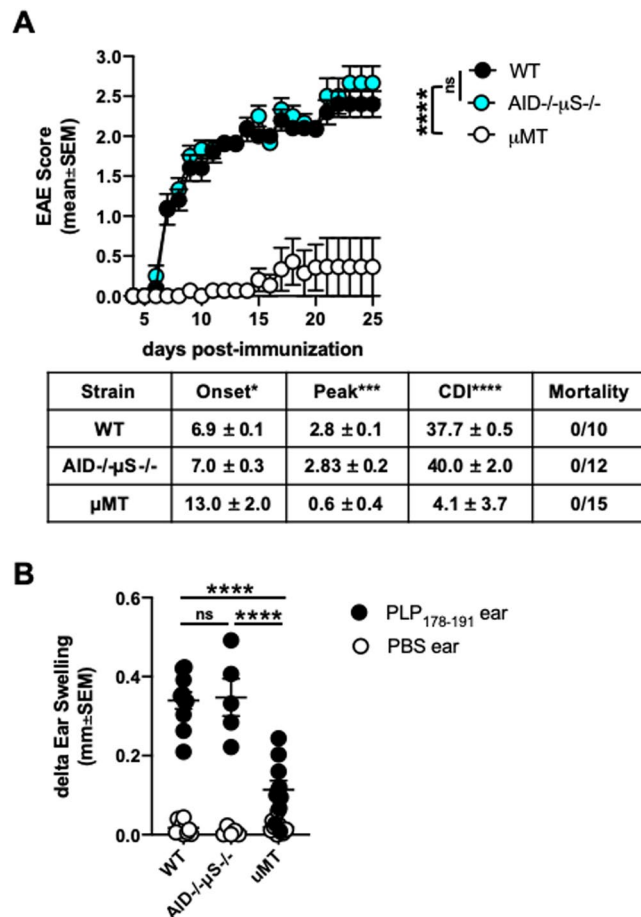 A
3.0
2.5
2.0
1.5
1.0
0.5
0.0
EAE Score
(mean±SEM)
5 10 15 20 25
days post-immunization
WT
AID-/-µS-/-
µMT
ns
****
Strain Onset* Peak*** CDI**** Mortality
WT 6.9 ± 0.1 2.8 ± 0.1 37.7 ± 0.5 0/10
AID-/-µS-/- 7.0 ± 0.3 2.83 ± 0.2 40.0 ± 2.0 0/12
µMT 13.0 ± 2.0 0.6 ± 0.4 4.1 ± 3.7 0/15
B
0.6
0.4
0.2
0.0
delta Ear Swelling
(mm±SEM)
****
ns ****
WT
AID-/-µS-/-
uMT
PLP178-191 ear
PBS ear